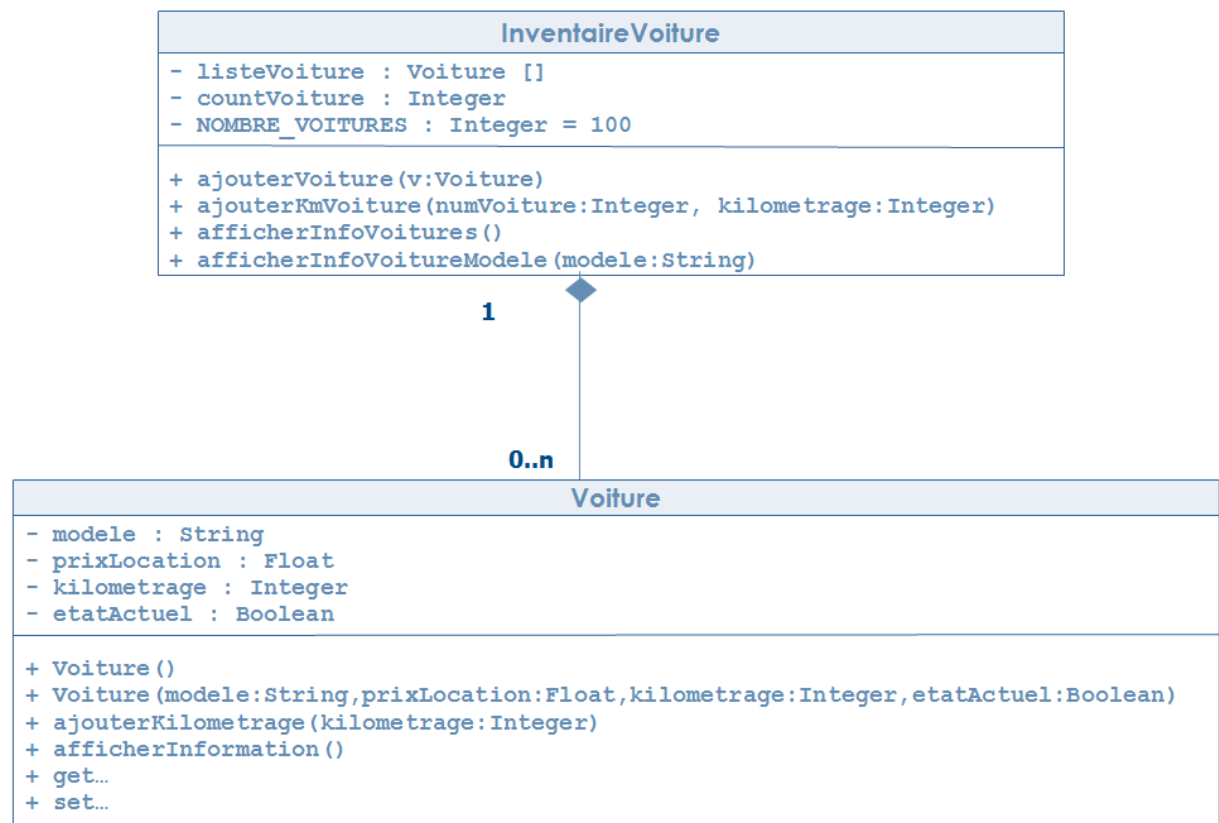 InventaireVoiture
- listeVoiture : Voiture []
- countVoiture : Integer
- NOMBRE_VOITURES : Integer = 100
+ ajouterVoiture(v:Voiture)
+ ajouterKmVoiture(numVoiture:Integer, kilometrage:Integer)
+ afficherInfoVoitures()
+ afficherInfoVoitureModele(modele:String)
1
0..n
Voiture
- modele : String
- prixLocation : Float
- kilometrage : Integer
- etatActuel : Boolean
+ Voiture()
+ Voiture(modele:String,prixLocation:Float,kilometrage:Integer,etatActuel:Boolean)
+ ajouterKilometrage(kilometrage:Integer)
+ afficherInformation()
+ get…
+ set…